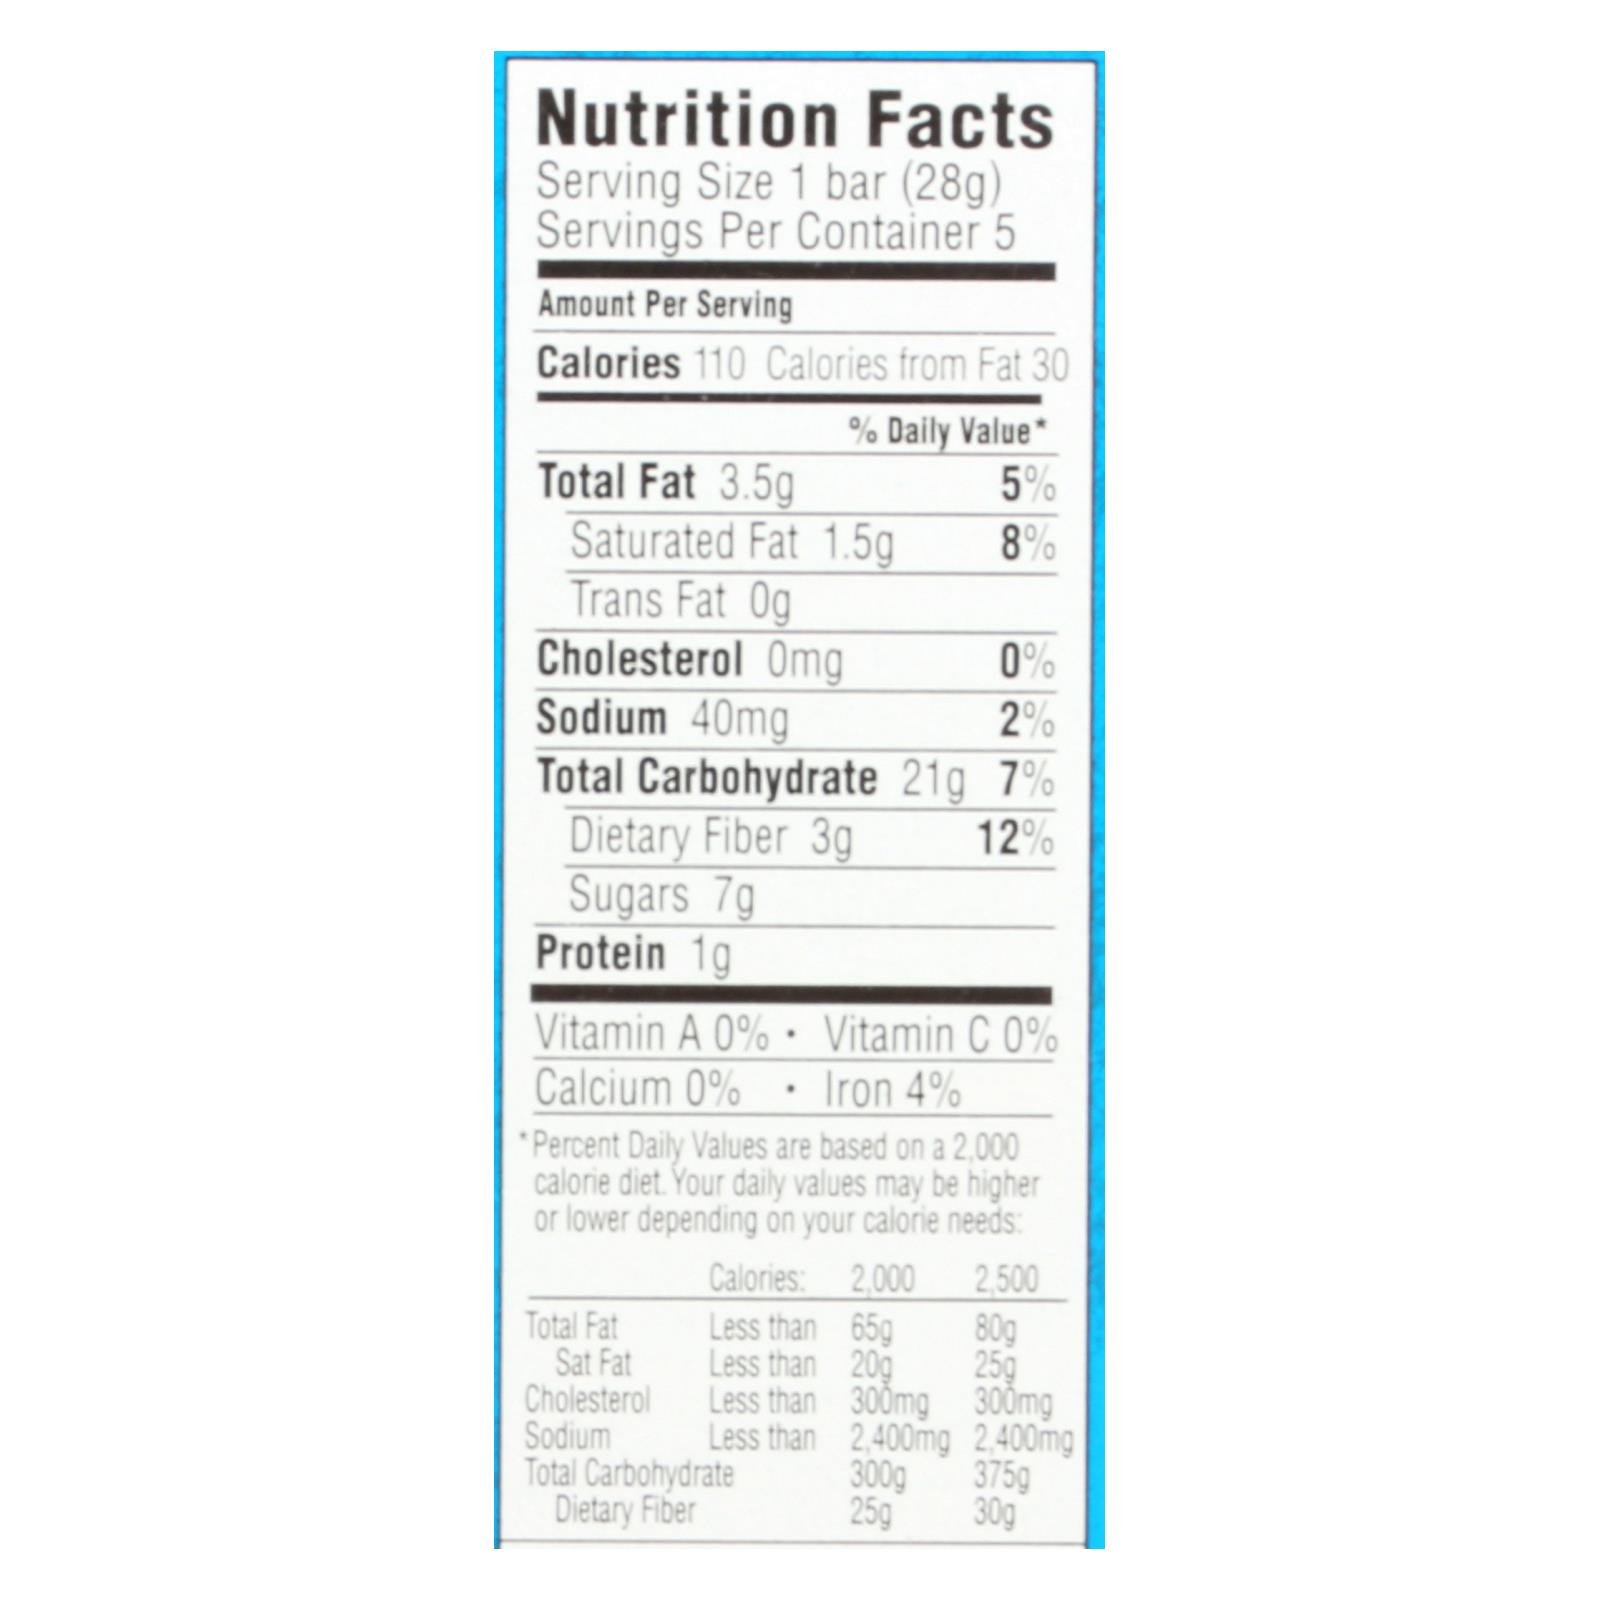 Nutrition Facts
Serving Size 1 bar (28g)
Servings Per Container 5
Amount Per Serving
Calories 110 Calories from Fat 30
% Daily Value*
Total Fat 3.5g 5%
Saturated Fat 1.5g 8%
Trans Fat 0g
Cholesterol 0mg 0%
Sodium 40mg 2%
Total Carbohydrate 21g 7%
Dietary Fiber 3g 12%
Sugars 7g
Protein 1g
Vitamin A 0% • Vitamin C 0%
Calcium 0% • Iron 4%
*Percent Daily Values are based on a 2,000
calorie diet. Your daily values may be higher
or lower depending on your calorie needs:
Calories: 2,000 2,500
Total Fat Less than 65g 80g
Sat Fat Less than 20g 25g
Cholesterol Less than 300mg 300mg
Sodium Less than 2,400mg 2,400mg
Total Carbohydrate 300g 375g
Dietary Fiber 25g 30g